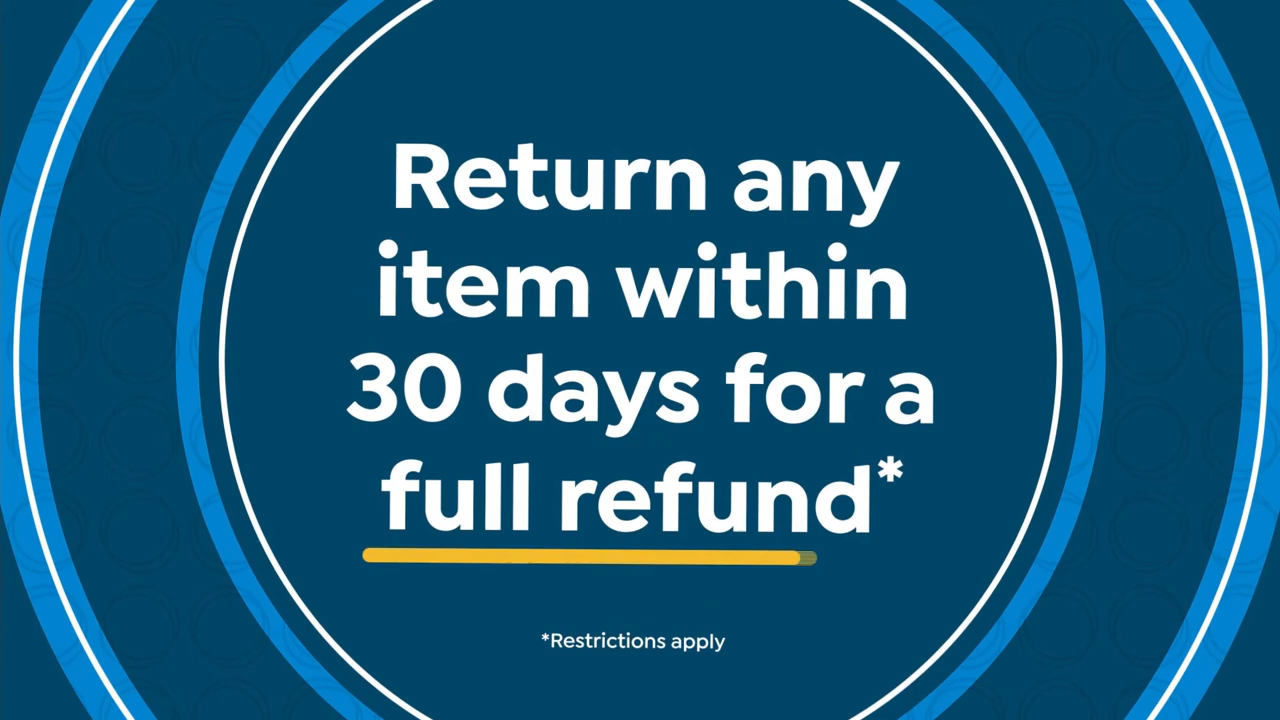 Return any
item within
30 days for a
full refund*
*Restrictions apply